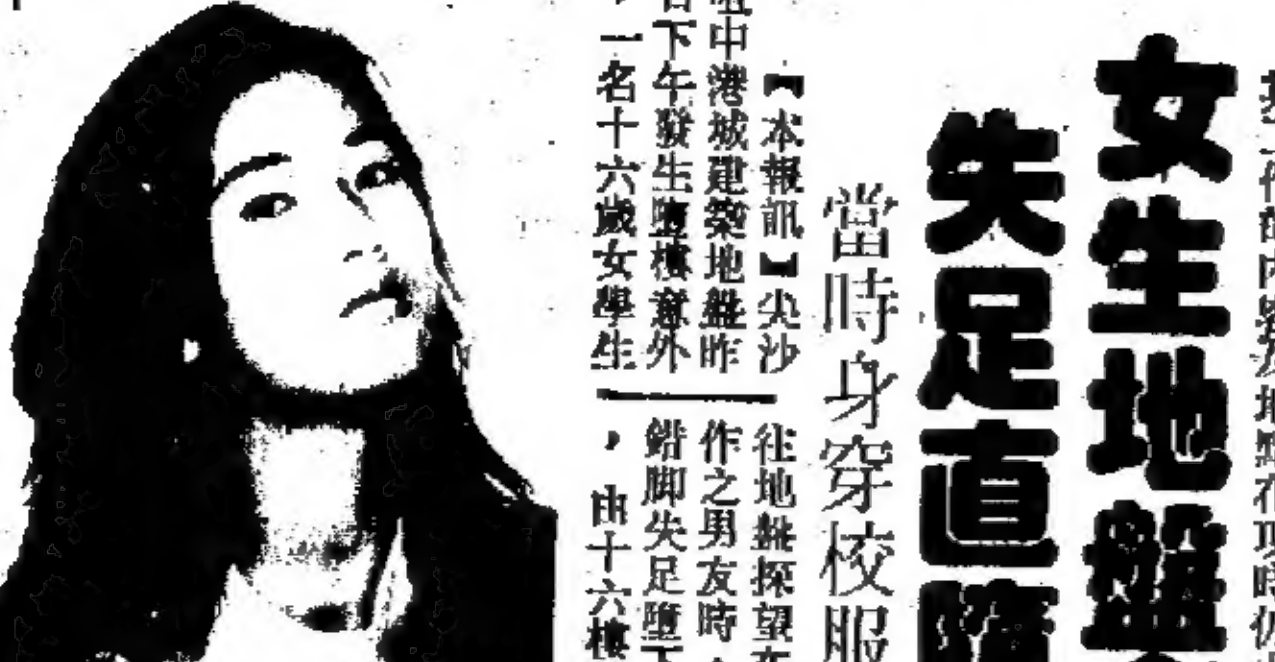 女生地盤
失足直墮
當時身穿校服
【本報訊】尖沙
咀中港城建築地盤昨
日下午發生墮樓意外
，一名十六歲女學生
往地盤探望在
作之男友時，
錯脚失足墮下
，由十六樓